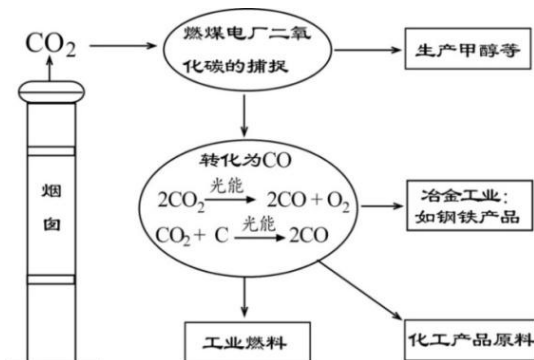 CO₂
燃煤电厂二氧
化碳的捕捉
生产甲醇等
烟
囱
转化为CO
光能
2CO₂ → 2CO + O₂
光能
CO₂ + C → 2CO
冶金工业：
如钢铁产品
工业燃料
化工产品原料